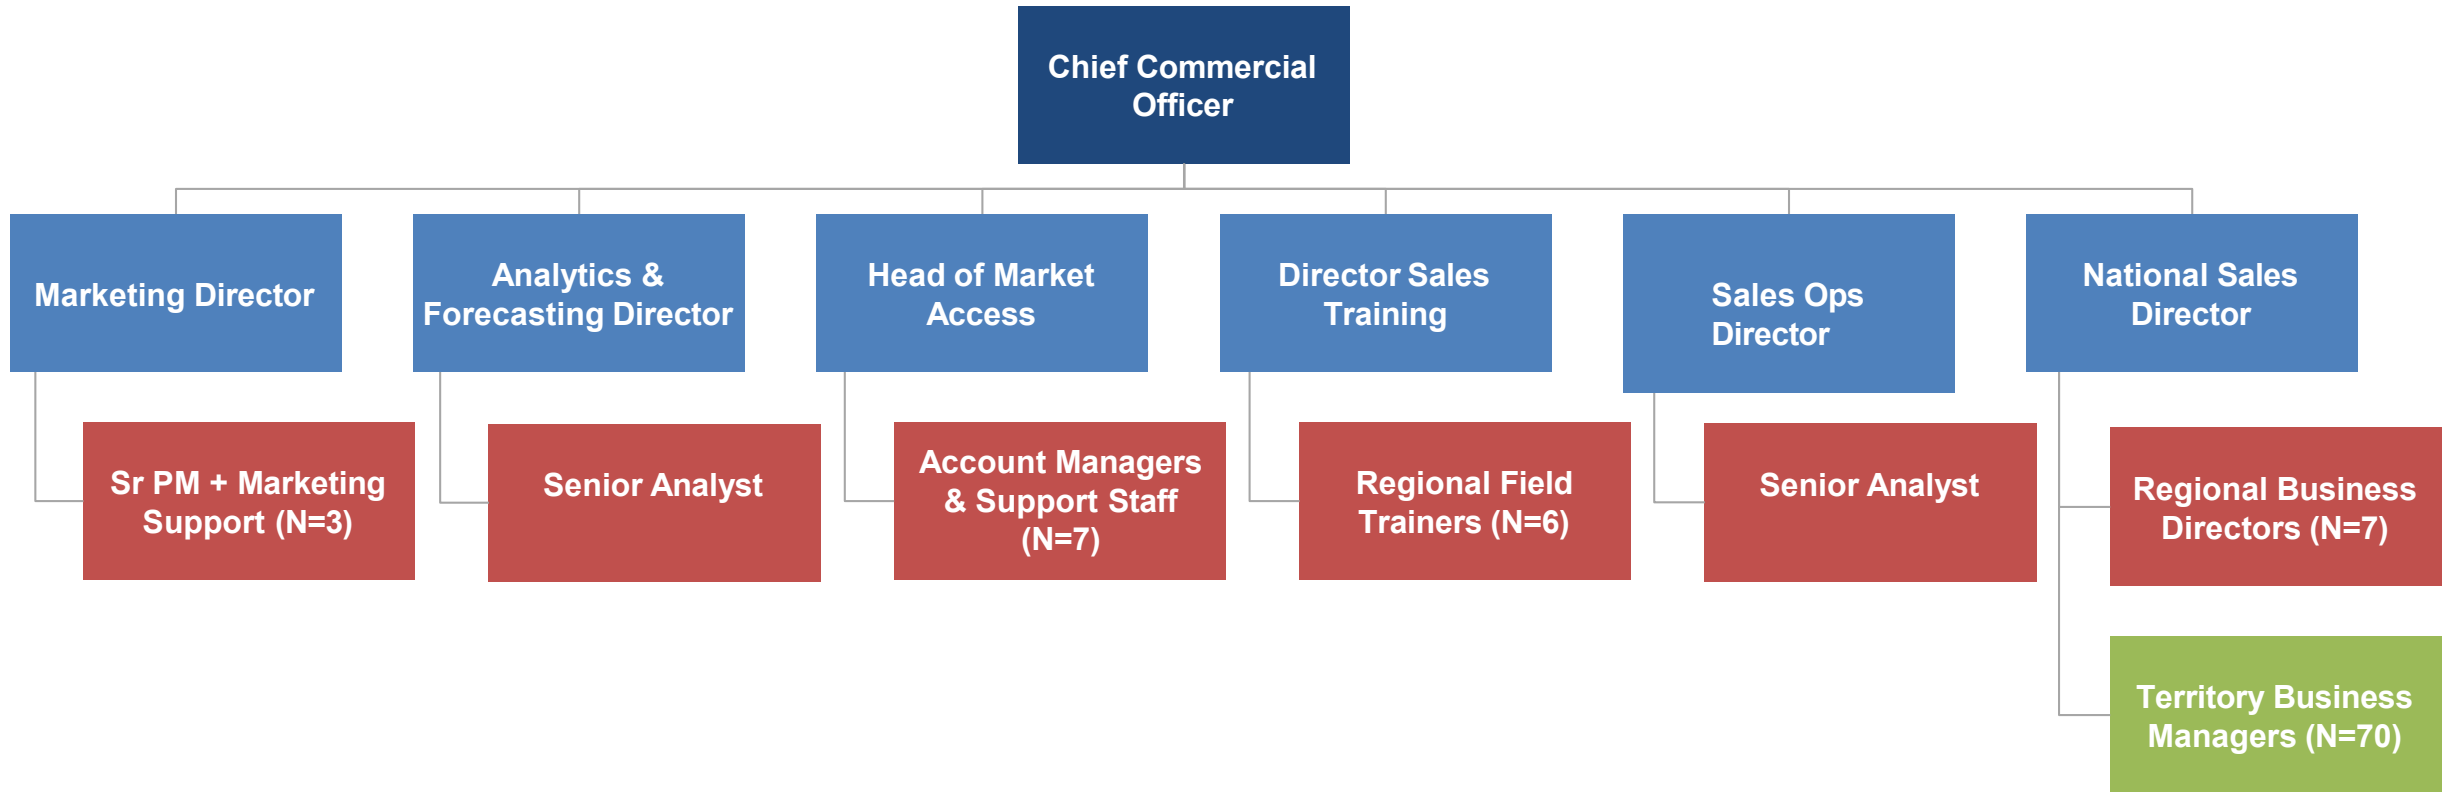 Chief Commercial
Officer
Marketing Director
Analytics &
Forecasting Director
Head of Market
Access
Director Sales
Training
Sales Ops
Director
National Sales
Director
Sr PM + Marketing
Support (N=3)
Senior Analyst
Account Managers
& Support Staff
(N=7)
Regional Field
Trainers (N=6)
Senior Analyst
Regional Business
Directors (N=7)
Territory Business
Managers (N=70)